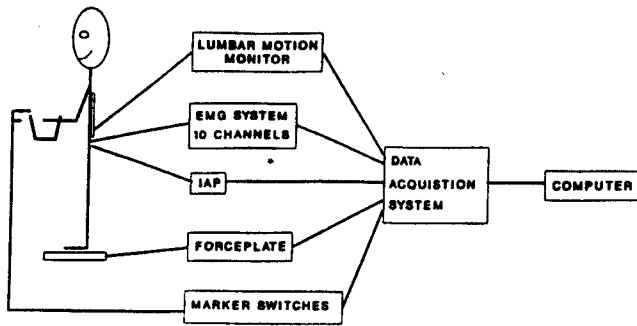 LUMBAR MOTION
MONITOR
EMG SYSTEM
10 CHANNELS
IAP
FORCEPLATE
MARKER SWITCHES
DATA
ACQUISTION
SYSTEM
COMPUTER